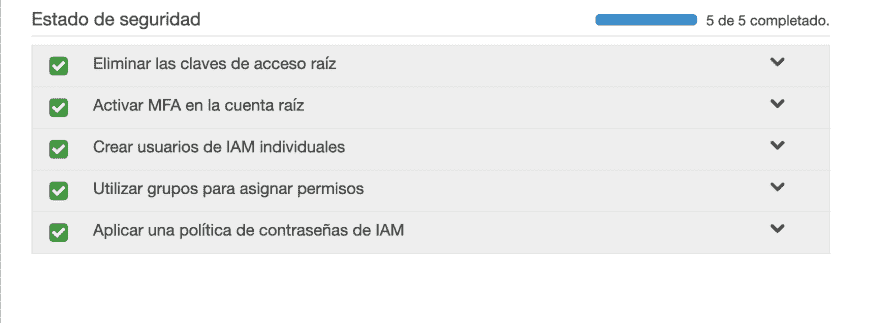 Estado de seguridad
5 de 5 completado.
Eliminar las claves de acceso raíz
Activar MFA en la cuenta raíz
Crear usuarios de IAM individuales
Utilizar grupos para asignar permisos
Aplicar una política de contraseñas de IAM